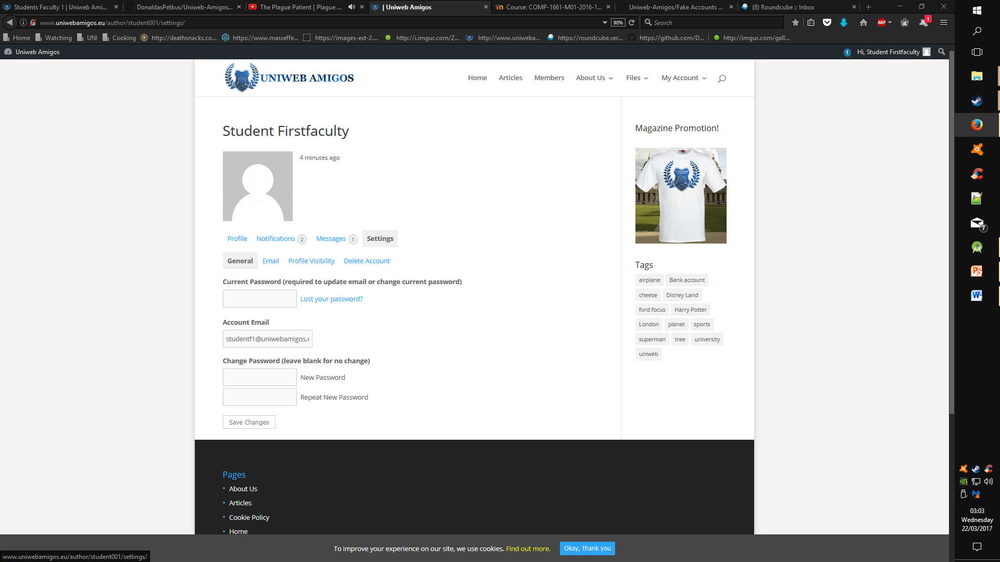 Students Faculty 1 | Uniweb Ami...
DonaldasPetkus/Uniweb-Amigos...
The Plague Patient [ Plague ...
| Uniweb Amigos
Course: COMP-1661-M01-2016-1...
Uniweb-Amigos/Fake Accounts ...
(8) Roundcube :: Inbox
www.uniwebamigos.eu/author/student001/settings/
90%
Search
ABP
1
Home
Watching
UNI
Cooking
http://deathsnacks.co...
https://www.masseffe...
https://images-ext-2....
http://i.imgur.com/Z...
http://www.uniweba...
https://roundcube.ser...
https://github.com/D...
http://imgur.com/gall...
Uniweb Amigos
1
Hi, Student Firstfaculty
UNIWEB AMIGOS
Home
Articles
Members
About Us
Files
My Account
Student Firstfaculty
4 minutes ago
Profile
Notifications 2
Messages 1
Settings
General
Email
Profile Visibility
Delete Account
Current Password (required to update email or change current password)
Lost your password?
Account Email
studentf1@uniwebamigos.e
Change Password (leave blank for no change)
New Password
Repeat New Password
Save Changes
Magazine Promotion!
UNIWEB
Tags
airplane Bank account
cheese Disney Land
ford focus Harry Potter
London planet sports
superman tree university
uniweb
Pages
About Us
Articles
Cookie Policy
Home
To improve your experience on our site, we use cookies. Find out more.
Okay, thank you
www.uniwebamigos.eu/author/student001/settings/
7
03:03
Wednesday
22/03/2017